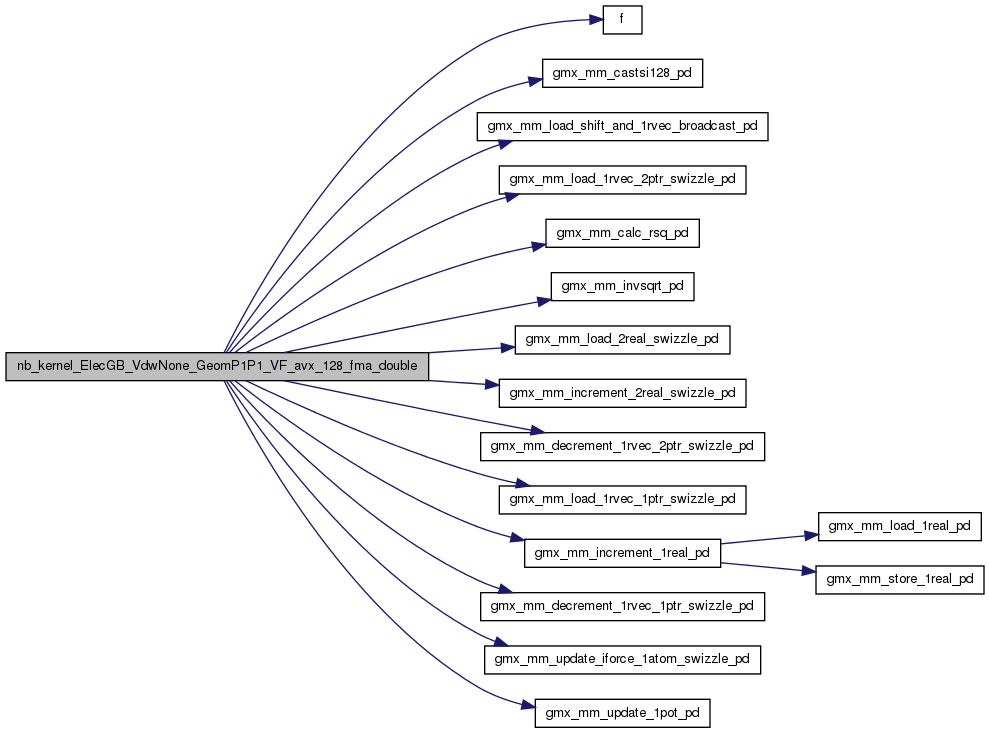 f
gmx_mm_castsi128_pd
gmx_mm_load_shift_and_1rvec_broadcast_pd
gmx_mm_load_1rvec_2ptr_swizzle_pd
gmx_mm_calc_rsq_pd
gmx_mm_invsqrt_pd
gmx_mm_load_2real_swizzle_pd
nb_kernel_ElecGB_VdwNone_GeomP1P1_VF_avx_128_fma_double
gmx_mm_increment_2real_swizzle_pd
gmx_mm_decrement_1rvec_2ptr_swizzle_pd
gmx_mm_load_1rvec_1ptr_swizzle_pd
gmx_mm_load_1real_pd
gmx_mm_increment_1real_pd
gmx_mm_store_1real_pd
gmx_mm_decrement_1rvec_1ptr_swizzle_pd
gmx_mm_update_iforce_1atom_swizzle_pd
gmx_mm_update_1pot_pd